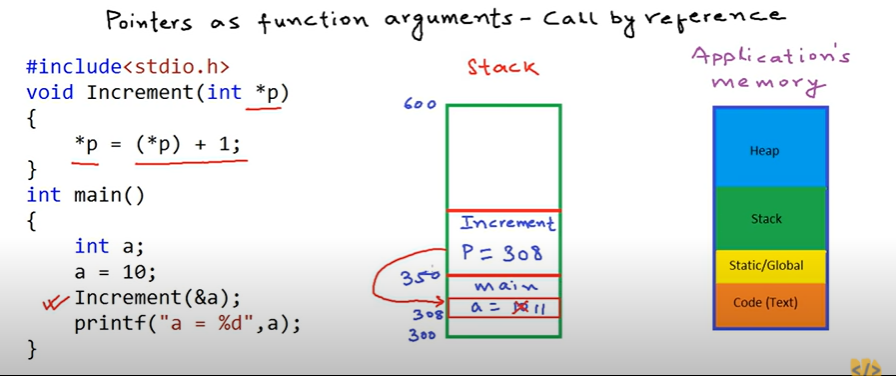 Pointers as function arguments - Call by reference
#include<stdio.h>
void Increment(int *p)
{
*p = (*p) + 1;
}
int main()
{
int a;
a = 10;
Increment(&a);
printf("a = %d",a);
}
Stack
600
Increment
P = 308
350
main
a = 10 11
308
300
Application's
memory
Heap
Stack
Static/Global
Code (Text)
</>